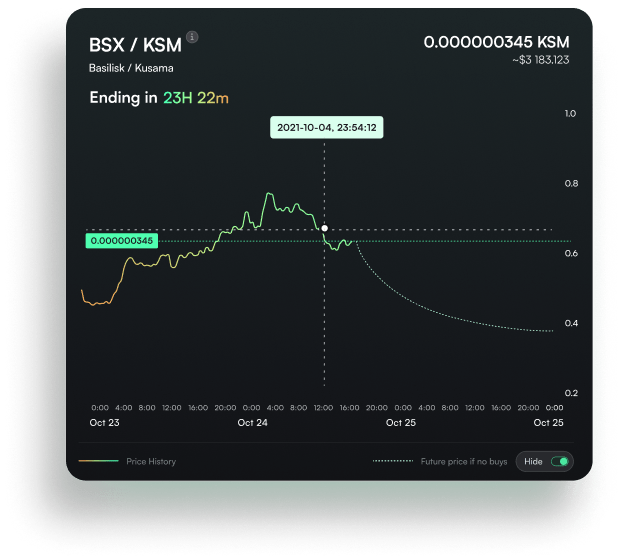 BSX / KSM i
0.000000345 KSM
Basilisk / Kusama
~$3 183.123
Ending in 23H 22m
1.0
2021-10-04, 23:54:12
0.8
0.000000345
0.6
0.4
0.2
0:00 4:00 8:00 12:00 16:00 20:00 0:00 4:00 8:00 12:00 16:00 20:00 0:00 4:00 8:00 12:00 16:00 20:00 0:00
Oct 23 Oct 24 Oct 25 Oct 25
Price History
Future price if no buys
Hide